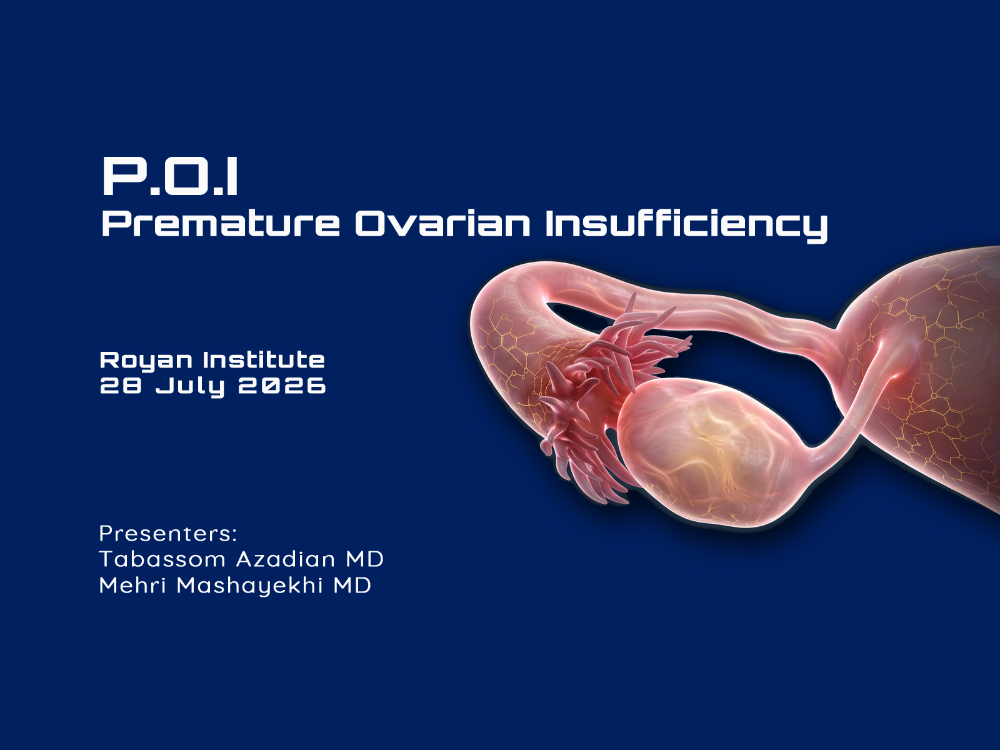 P.O.I
Premature Ovarian Insufficiency
Royan Institute
28 July 2026
Presenters:
Tabassom Azadian MD
Mehri Mashayekhi MD